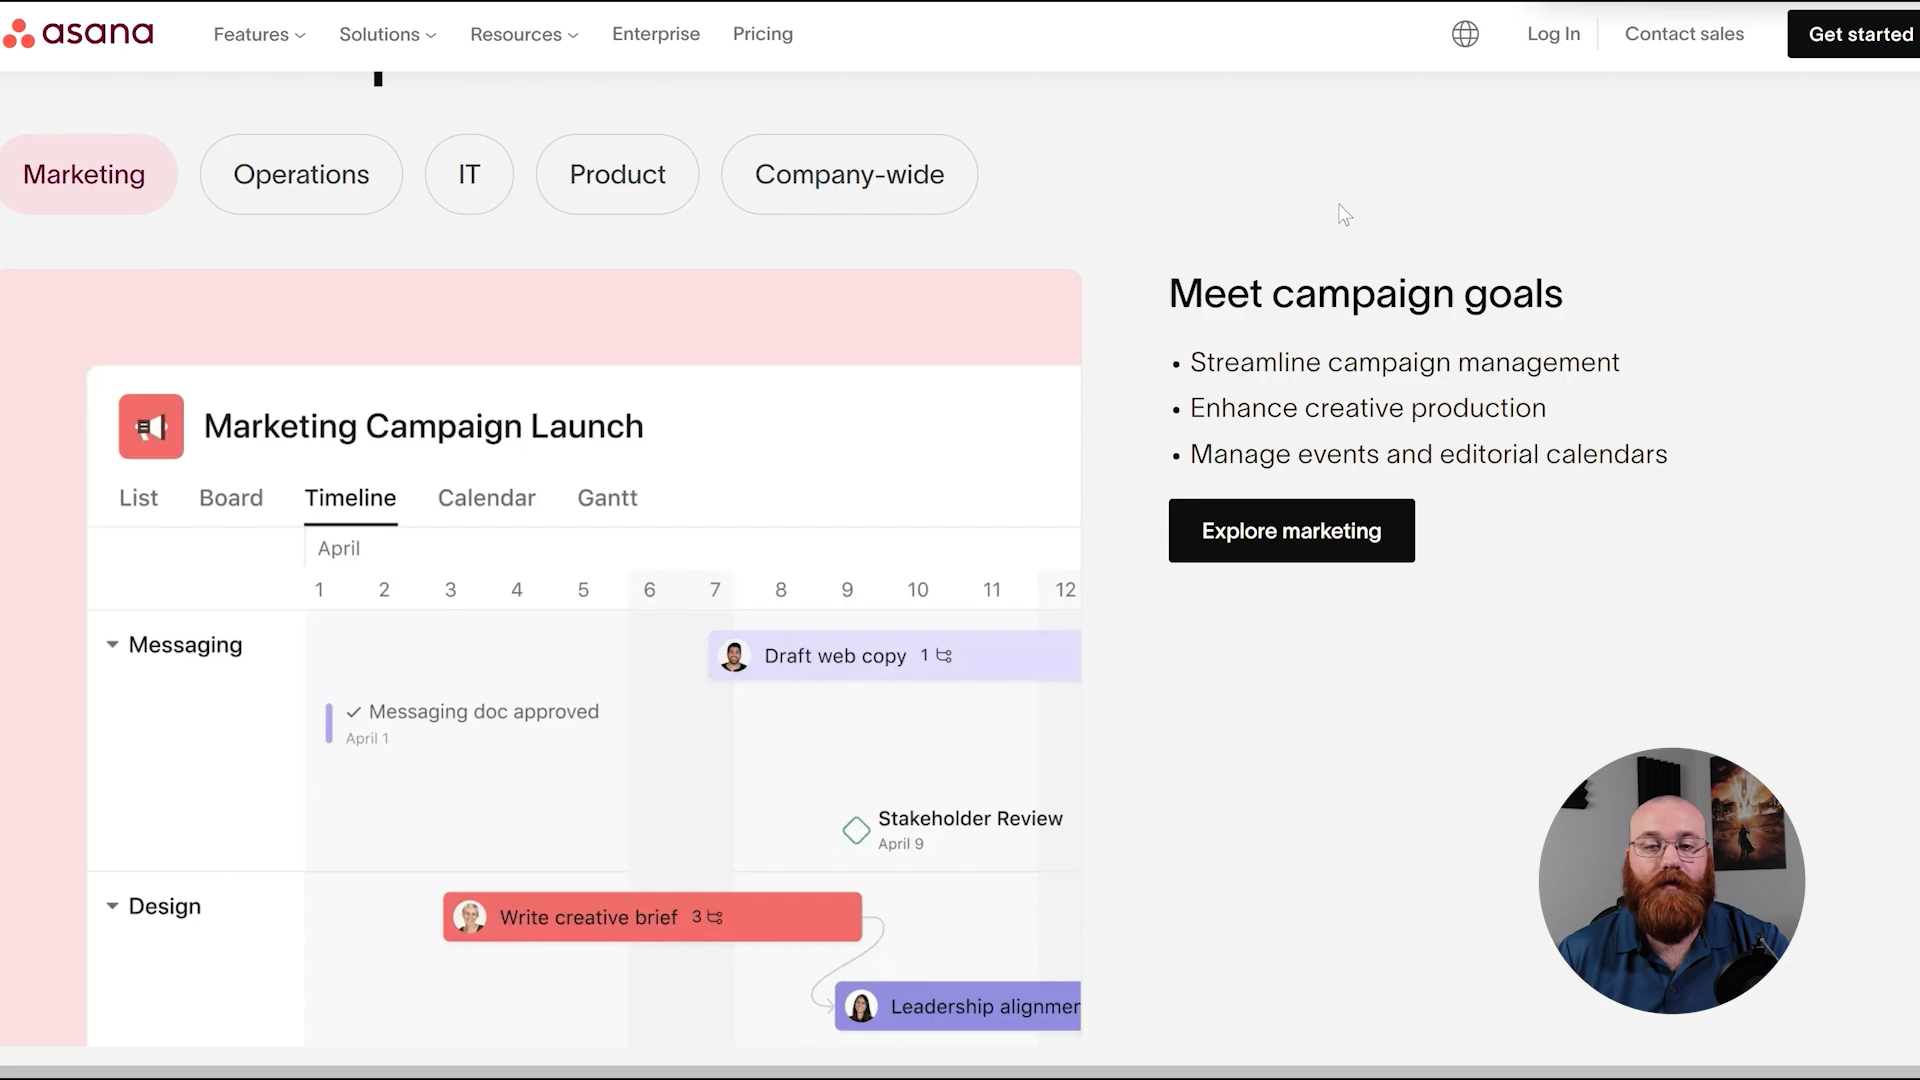 asana Features Solutions Resources Enterprise Pricing Log In Contact sales Get started
Marketing Operations IT Product Company-wide
Meet campaign goals
• Streamline campaign management
• Enhance creative production
• Manage events and editorial calendars
Explore marketing
Marketing Campaign Launch
List Board Timeline Calendar Gantt
April
1 2 3 4 5 6 7 8 9 10 11 12
Messaging
Draft web copy 1
Messaging doc approved
April 1
Stakeholder Review
April 9
Design
Write creative brief 3
Leadership alignmen